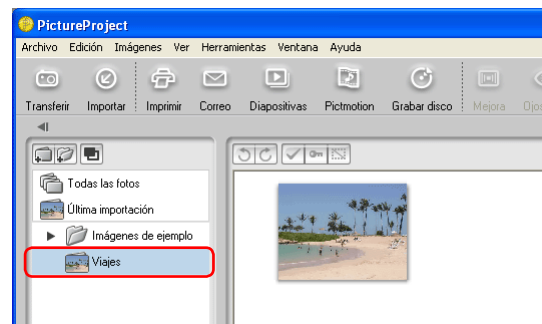 PictureProject
Archivo Edición Imágenes Ver Herramientas Ventana Ayuda
Transferir Importar Imprimir Correo Diapositivas Pictmotion Grabar disco Mejora
Todas las fotos
Última importación
Imágenes de ejemplo
Viajes